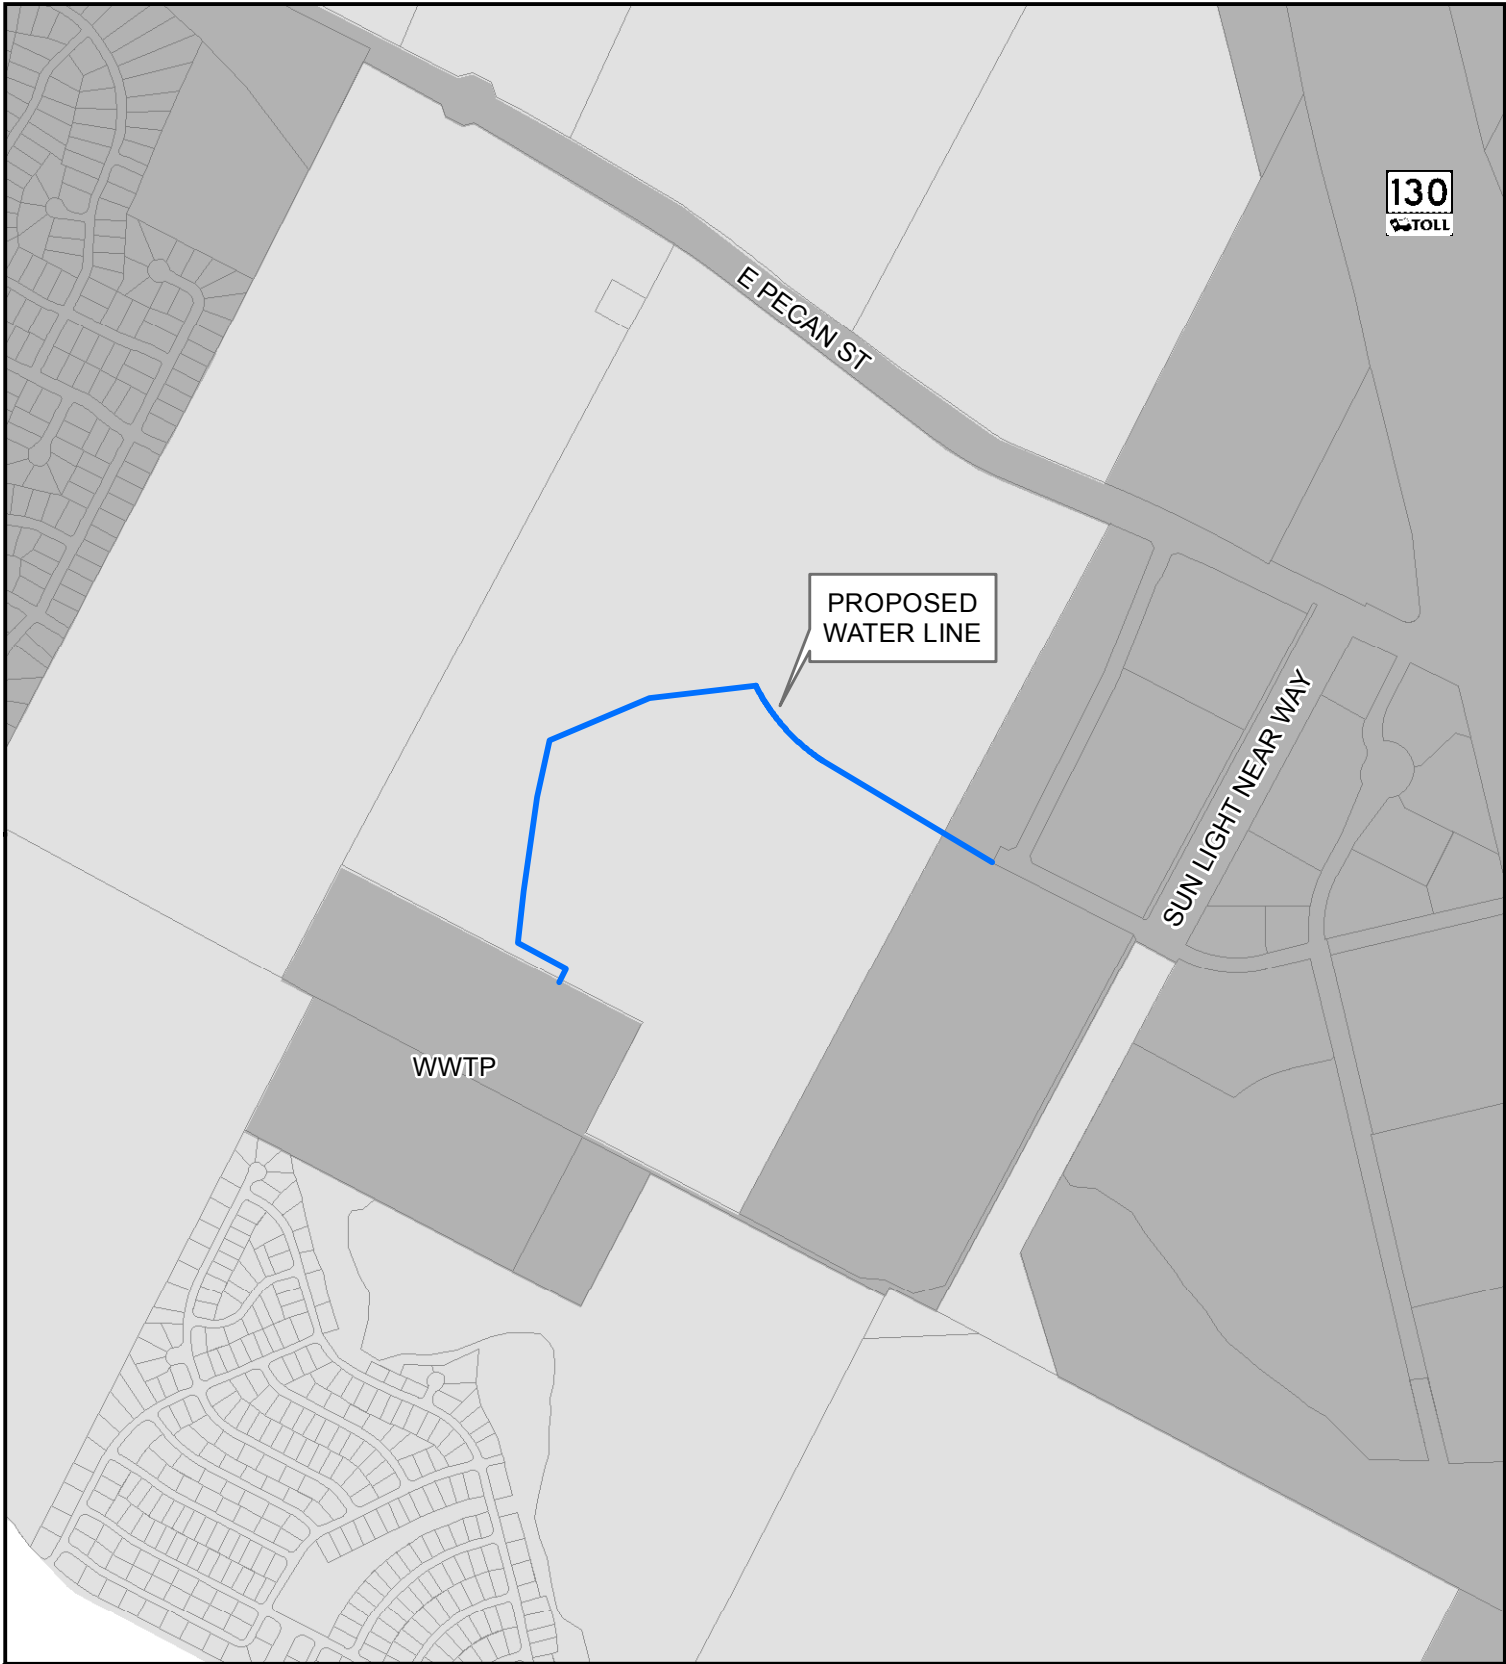 130
TOLL
E PECAN ST
PROPOSED
WATER LINE
SUN LIGHT NEAR WAY
WWTP